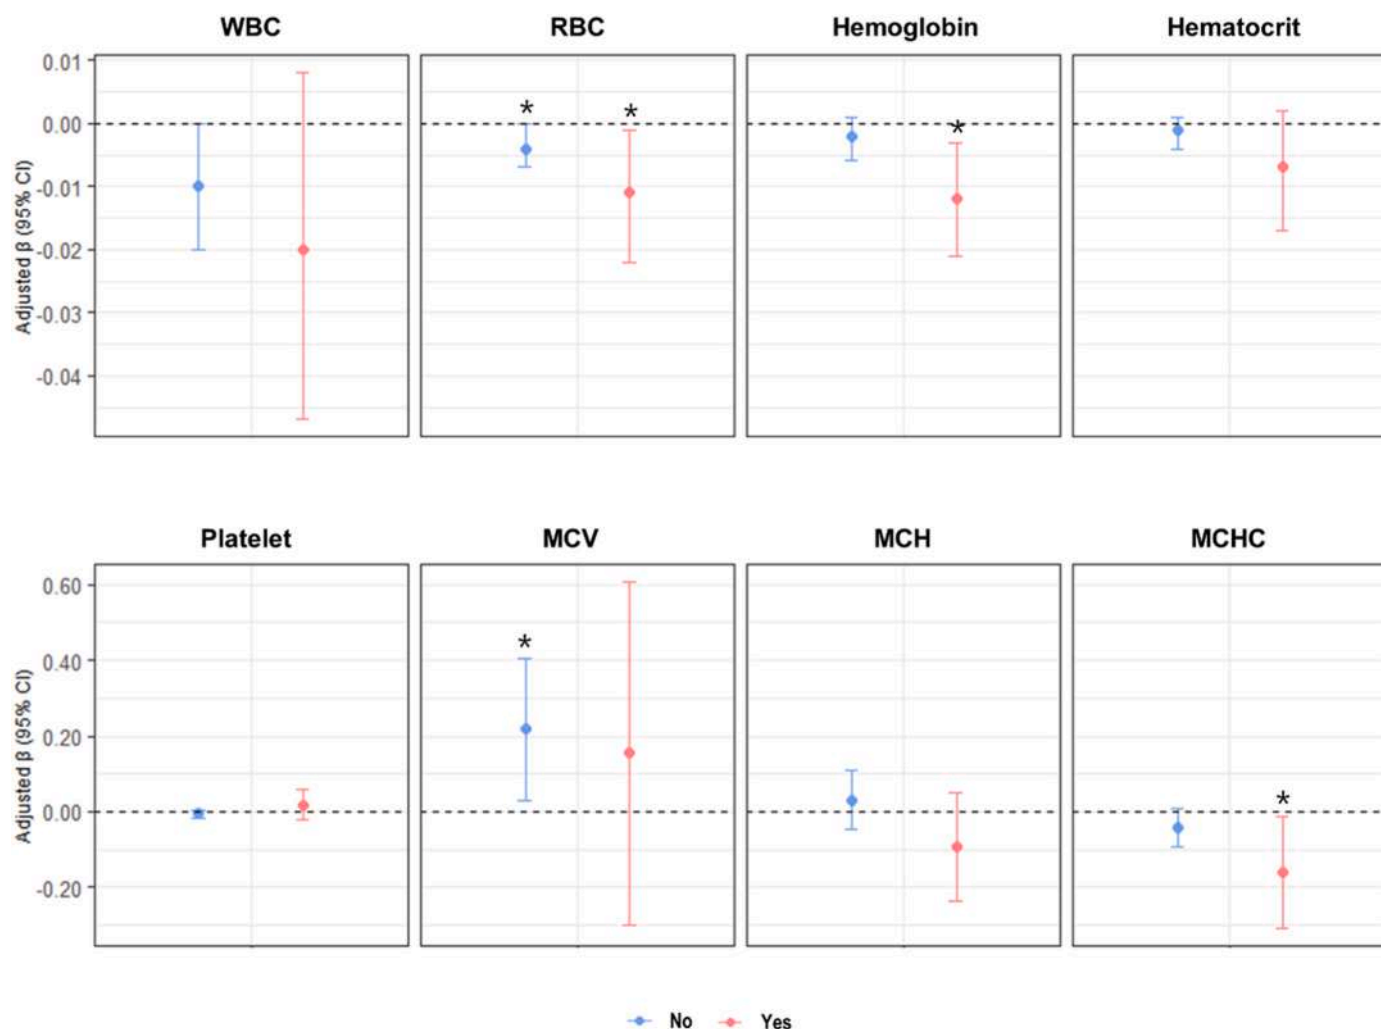 WBC RBC Hemoglobin Hematocrit
Adjusted β (95% CI)
0.01
0.00
-0.01
-0.02
-0.03
-0.04
* * *
Platelet MCV MCH MCHC
Adjusted β (95% CI)
0.60
0.40
0.20
0.00
-0.20
* *
No Yes